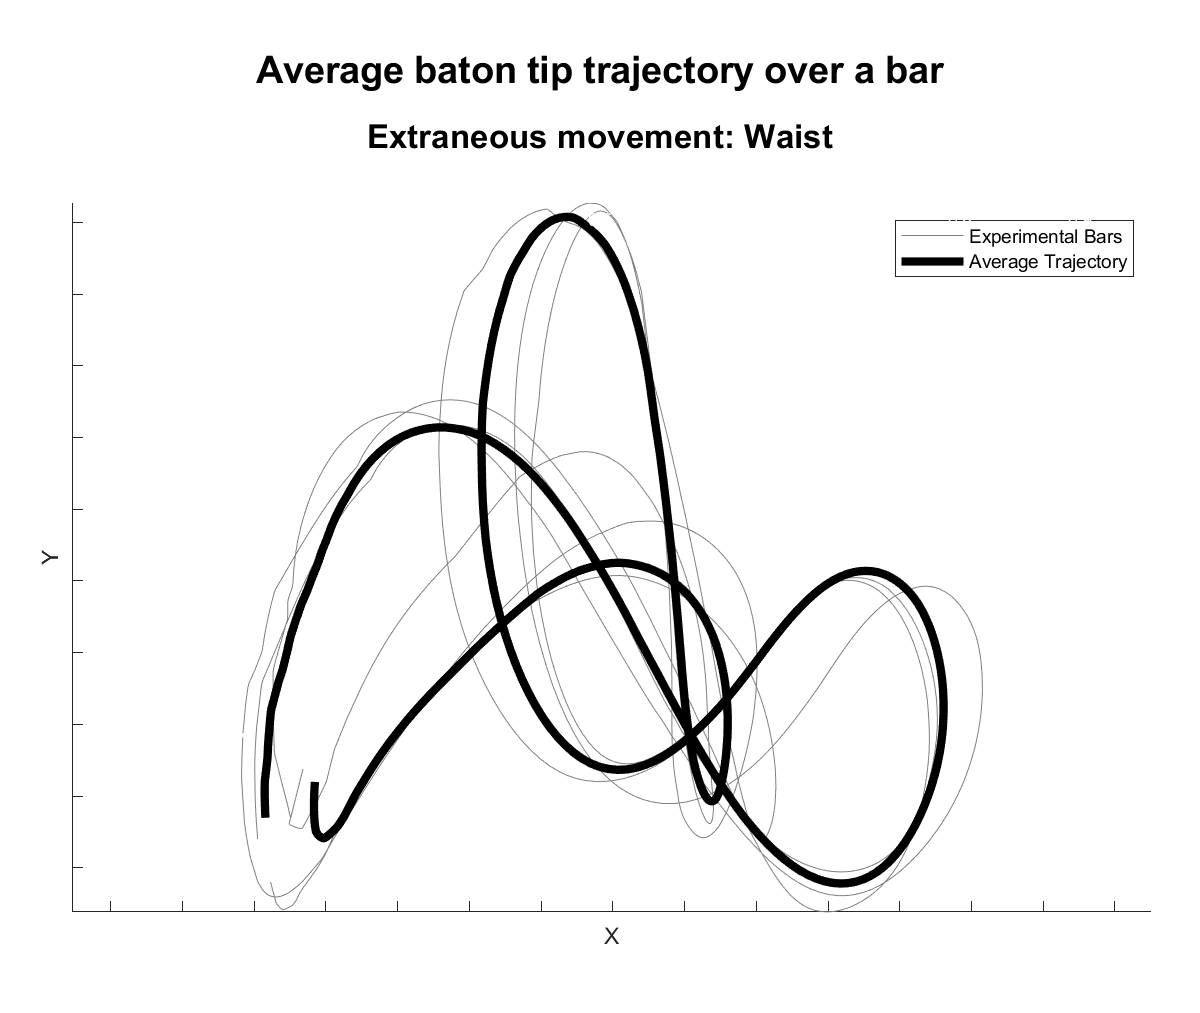 Average baton tip trajectory over a bar
Extraneous movement: Waist
Experimental Bars
Average Trajectory
Y
X